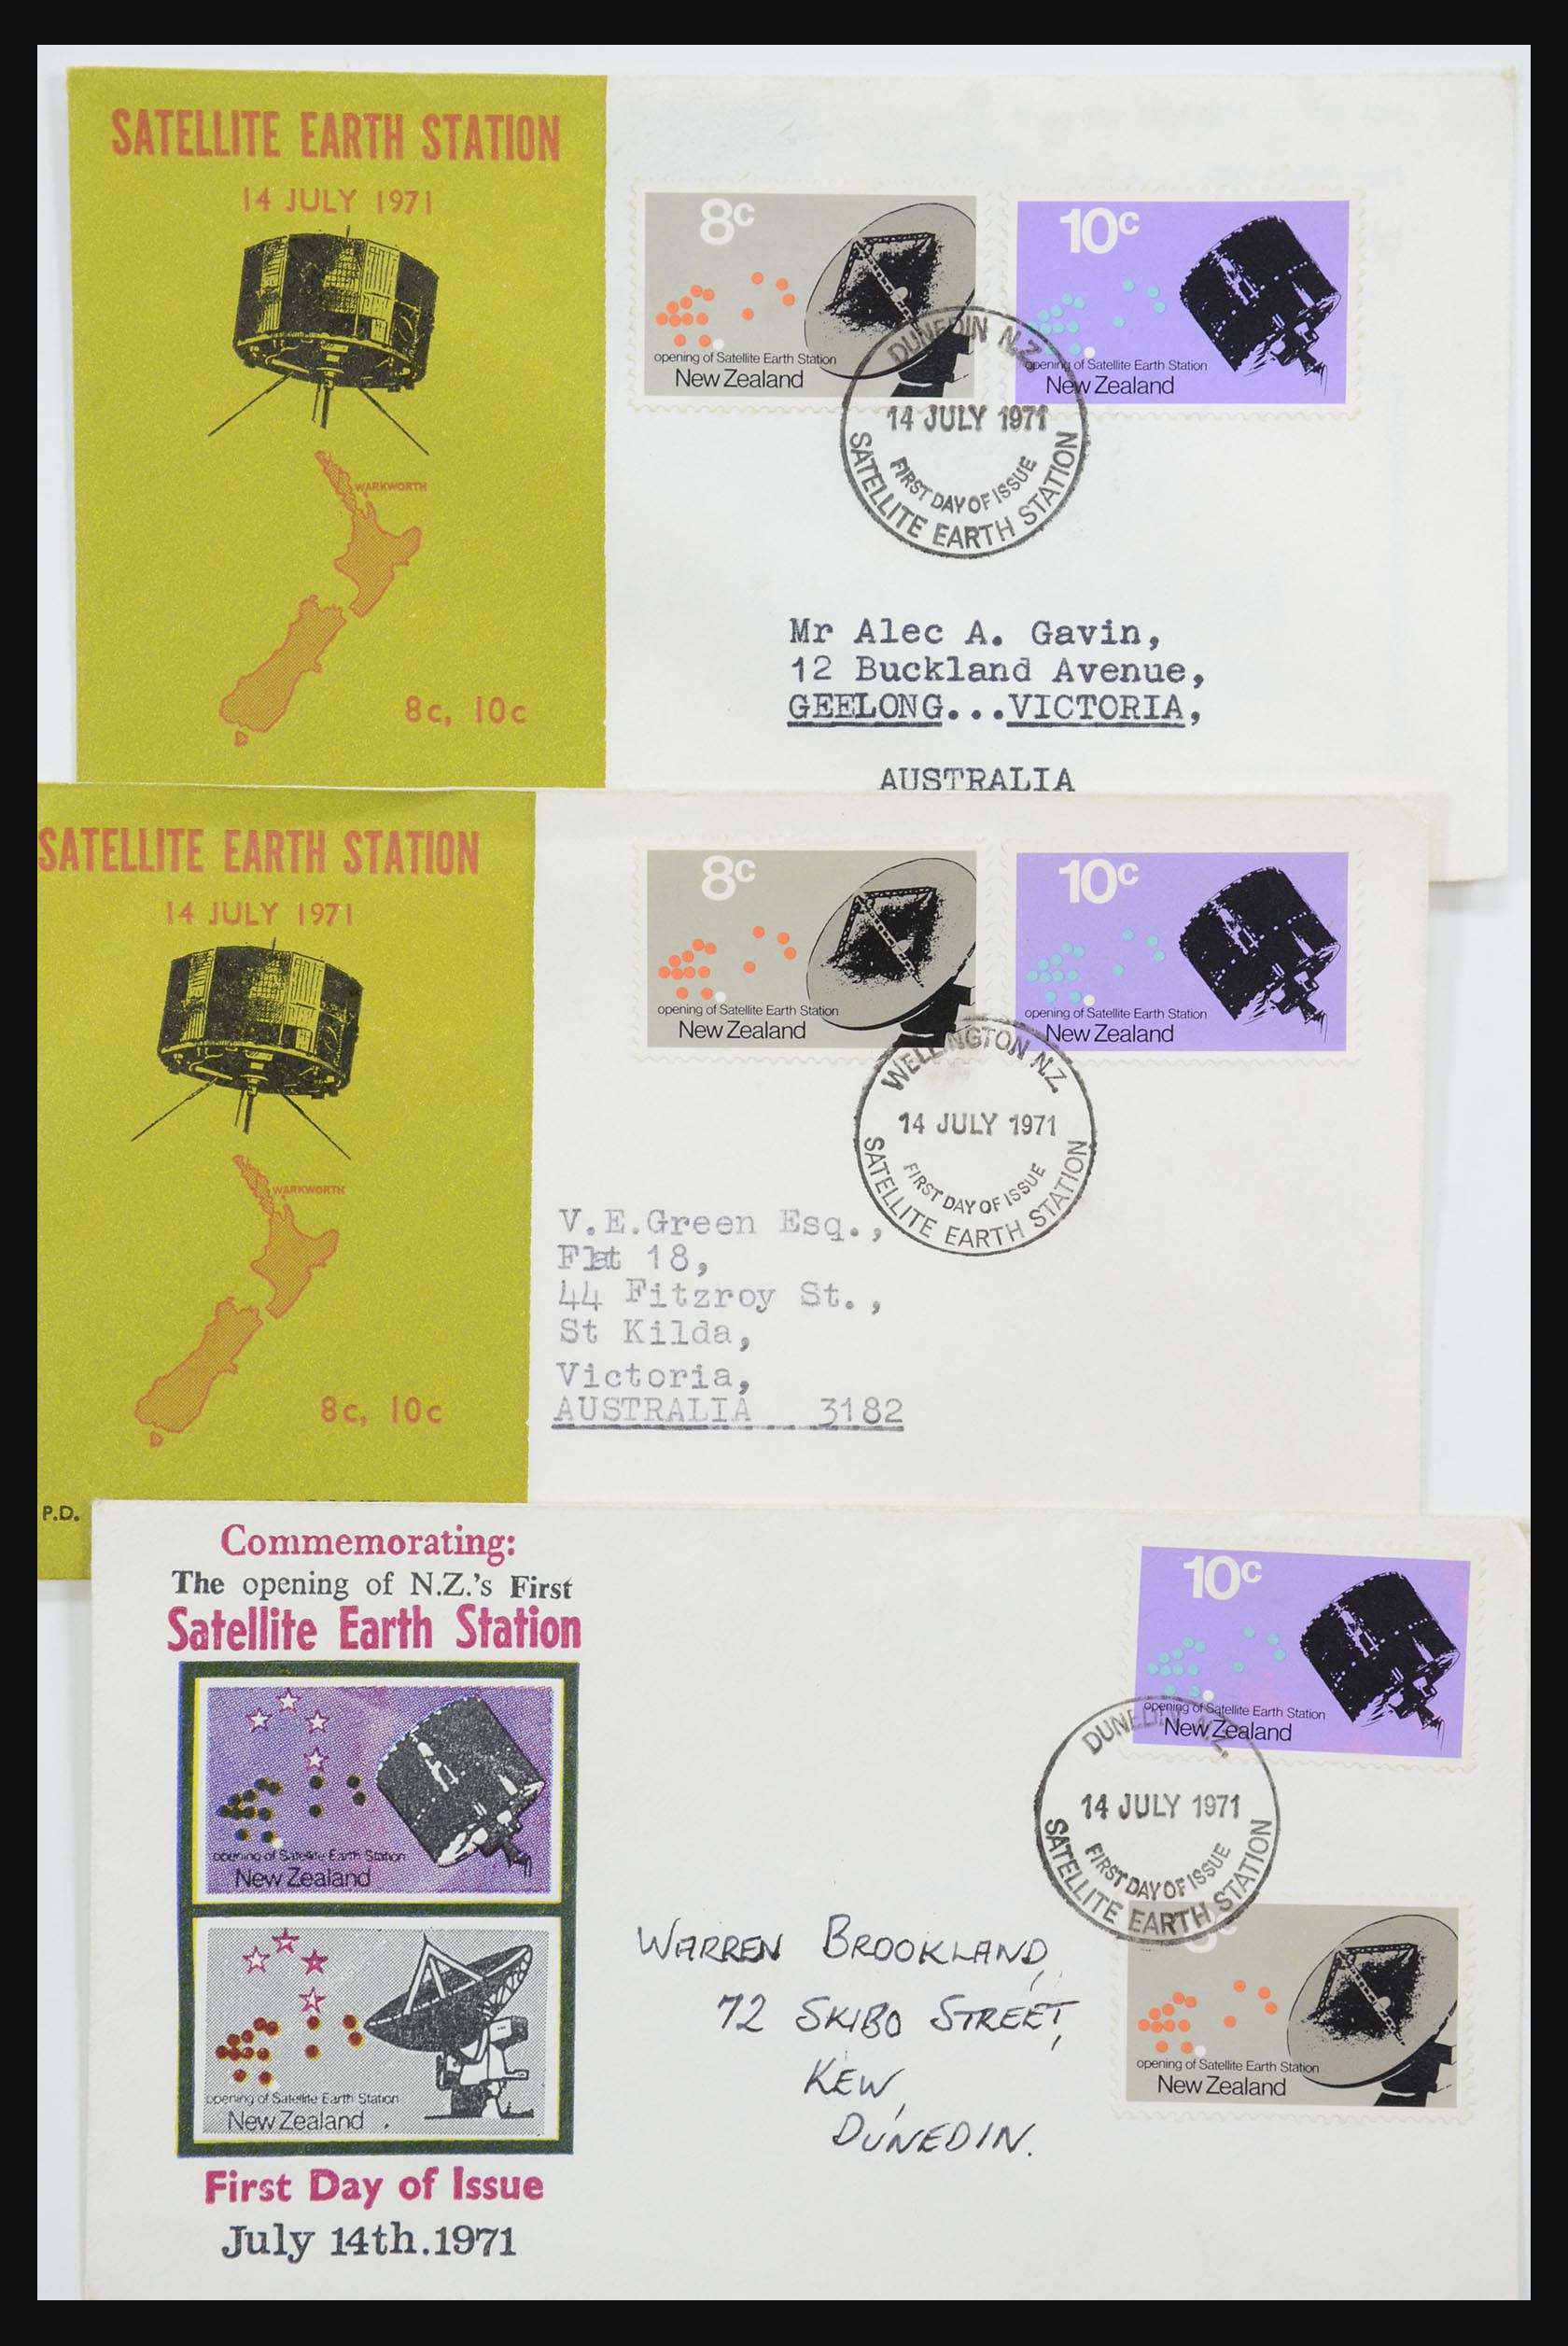 SATELLITE EARTH STATION
14 JULY 1971
WARKWORTH
8c, 10c
8c
opening of Satellite Earth Station
New Zealand
10c
opening of Satellite Earth Station
New Zealand
DUNEDIN N.Z.
14 JULY 1971
FIRST DAY OF ISSUE
SATELLITE EARTH STATION
Mr Alec A. Gavin,
12 Buckland Avenue,
GEELONG...VICTORIA,
AUSTRALIA
SATELLITE EARTH STATION
14 JULY 1971
WARKWORTH
8c, 10c
P.D.
8c
opening of Satellite Earth Station
New Zealand
10c
opening of Satellite Earth Station
New Zealand
WELLINGTON N.Z.
14 JULY 1971
FIRST DAY OF ISSUE
SATELLITE EARTH STATION
V.E.Green Esq.,
Flat 18,
44 Fitzroy St.,
St Kilda,
Victoria,
AUSTRALIA 3182
Commemorating:
The opening of N.Z.'s First
Satellite Earth Station
opening of Satellite Earth Station
New Zealand
opening of Satellite Earth Station
New Zealand
First Day of Issue
July 14th.1971
10c
opening of Satellite Earth Station
New Zealand
DUNEDIN N.Z.
14 JULY 1971
FIRST DAY OF ISSUE
SATELLITE EARTH STATION
opening of Satellite Earth Station
New Zealand
WARREN BROOKLAND,
72 SKIBO STREET,
KEW,
DUNEDIN.